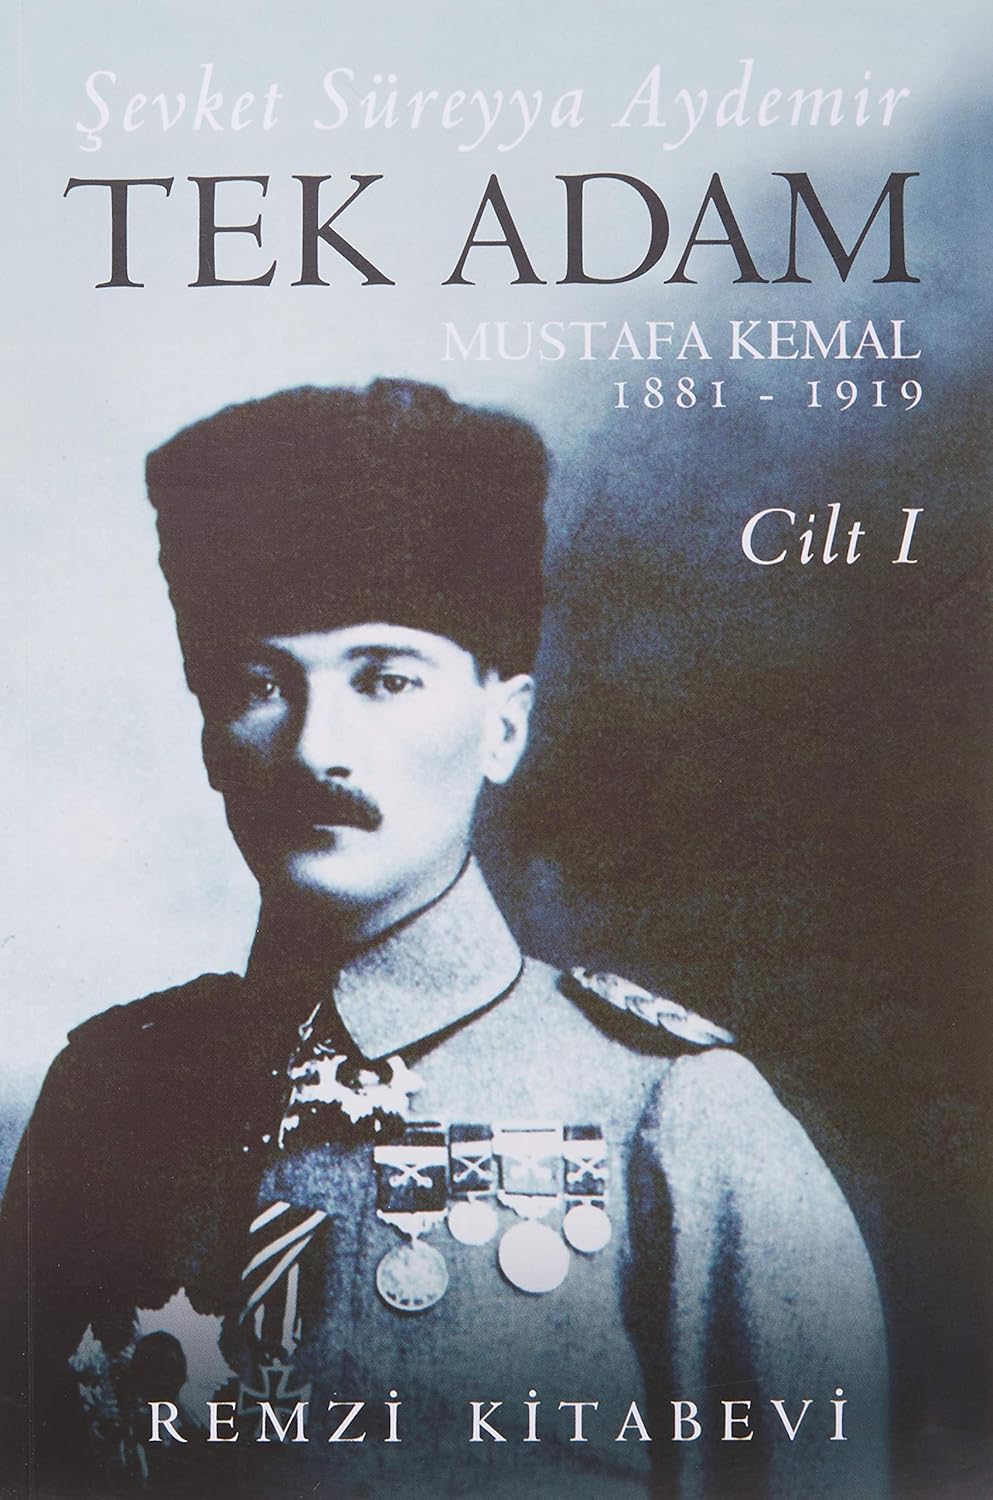 Şevket Süreyya Aydemir
TEK ADAM
MUSTAFA KEMAL
1881 - 1919
Cilt I
REMZİ KİTABEVİ